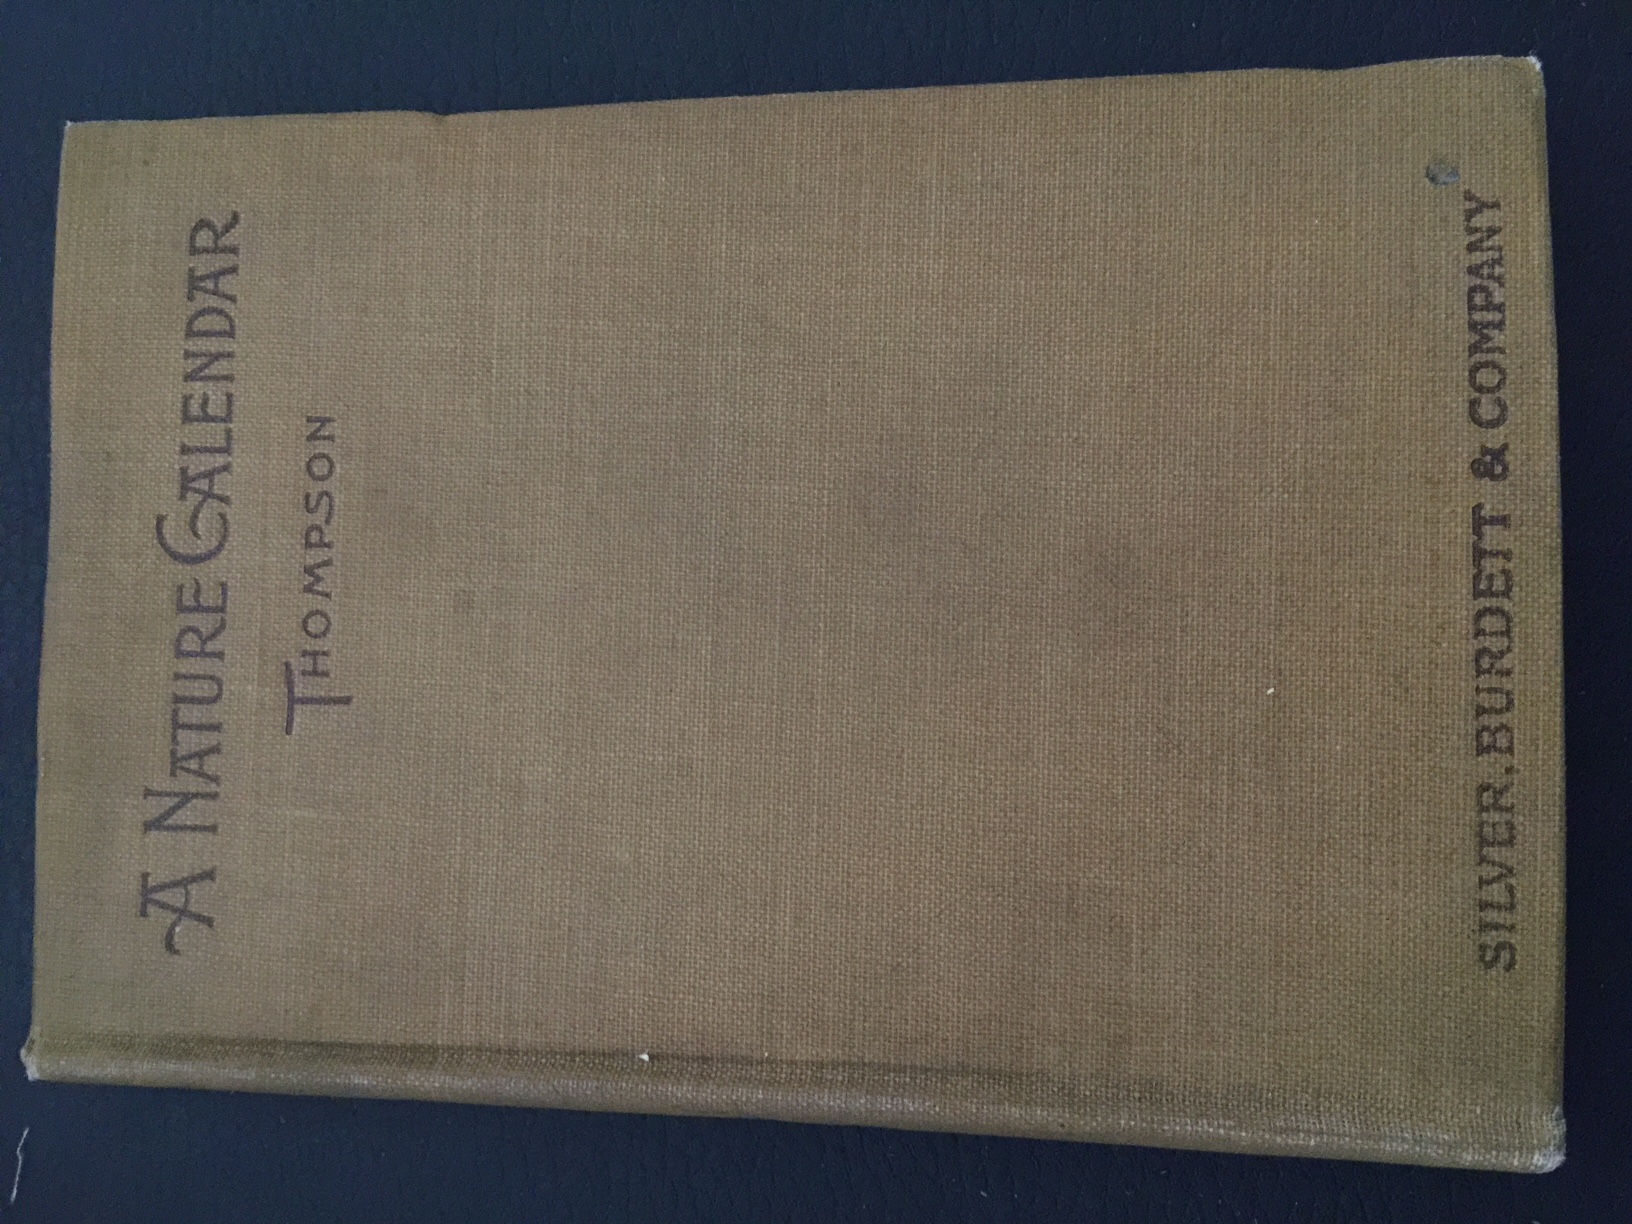 A NATURE CALENDAR
THOMPSON
SILVER, BURDETT & COMPANY